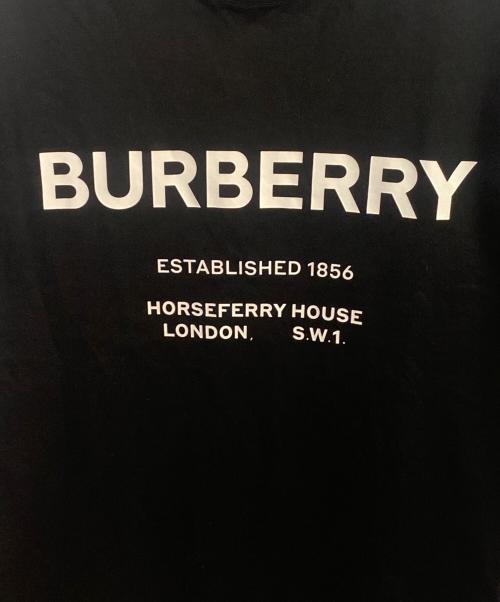 BURBERRY
ESTABLISHED 1856
HORSEFERRY HOUSE
LONDON, S.W.1.